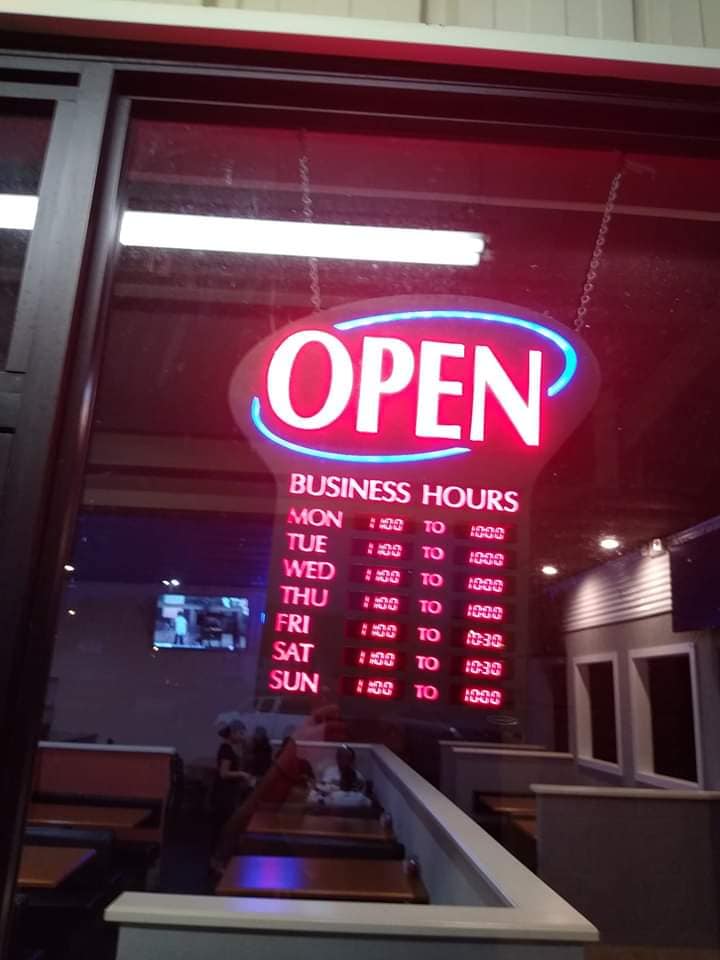 OPEN
BUSINESS HOURS
MON 11:00 TO 10:00
TUE 11:00 TO 10:00
WED 11:00 TO 10:00
THU 11:00 TO 10:00
FRI 11:00 TO 10:30
SAT 11:00 TO 10:30
SUN 11:00 TO 10:00